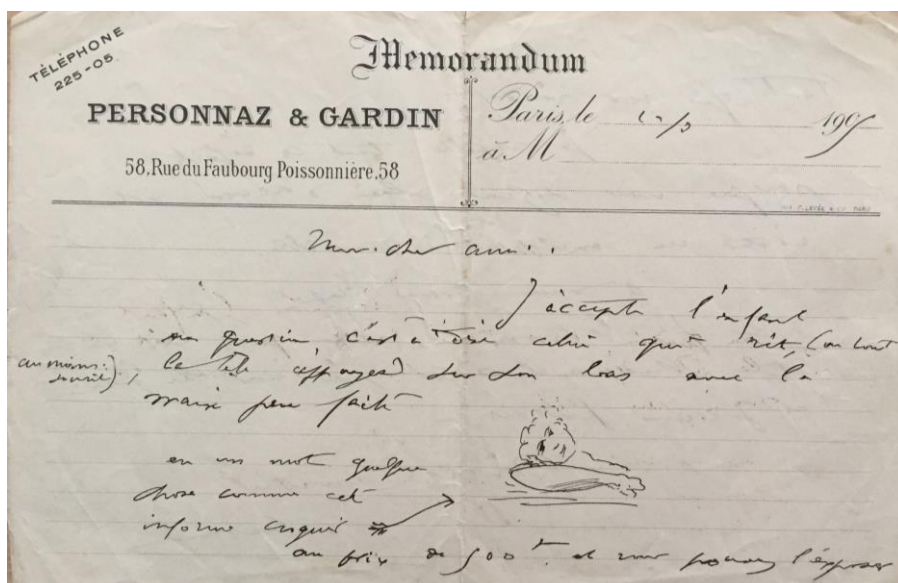 TÉLÉPHONE
225-05.
Memorandum
PERSONNAZ & GARDIN
58, Rue du Faubourg Poissonnière, 58
Paris, le 190
à M
Mon cher ami.
J'accepte l'enfant
en question c'est à dire celui qui rit, (ou tout
au moins sourit), la tête appuyée sur son bras avec la
main peu faite
en un mot quelque
chose comme cet
informe croquis
au prix de 500 f. et vous pouvez l'exposer